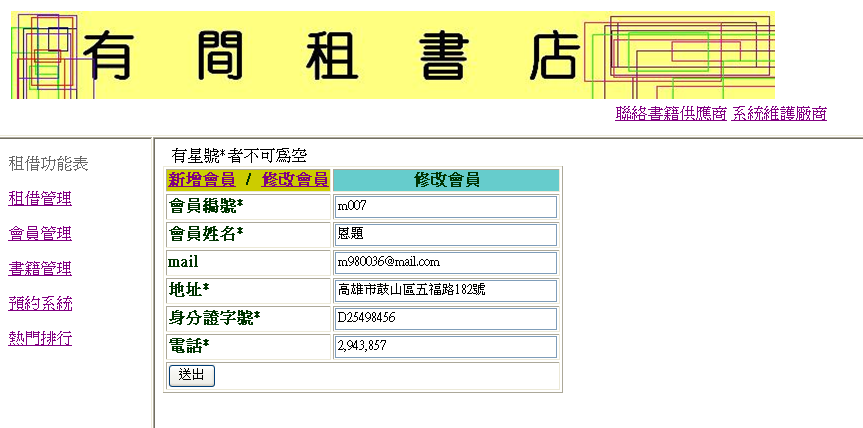 有間租書店
聯絡書籍供應商 系統維護廠商
租借功能表
租借管理
會員管理
書籍管理
預約系統
熱門排行
有星號*者不可為空
新增會員 / 修改會員 修改會員
會員編號* m007
會員姓名* 恩題
mail m980036@mail.com
地址* 高雄市鼓山區五福路182號
身分證字號* D25498456
電話* 2,943,857
送出